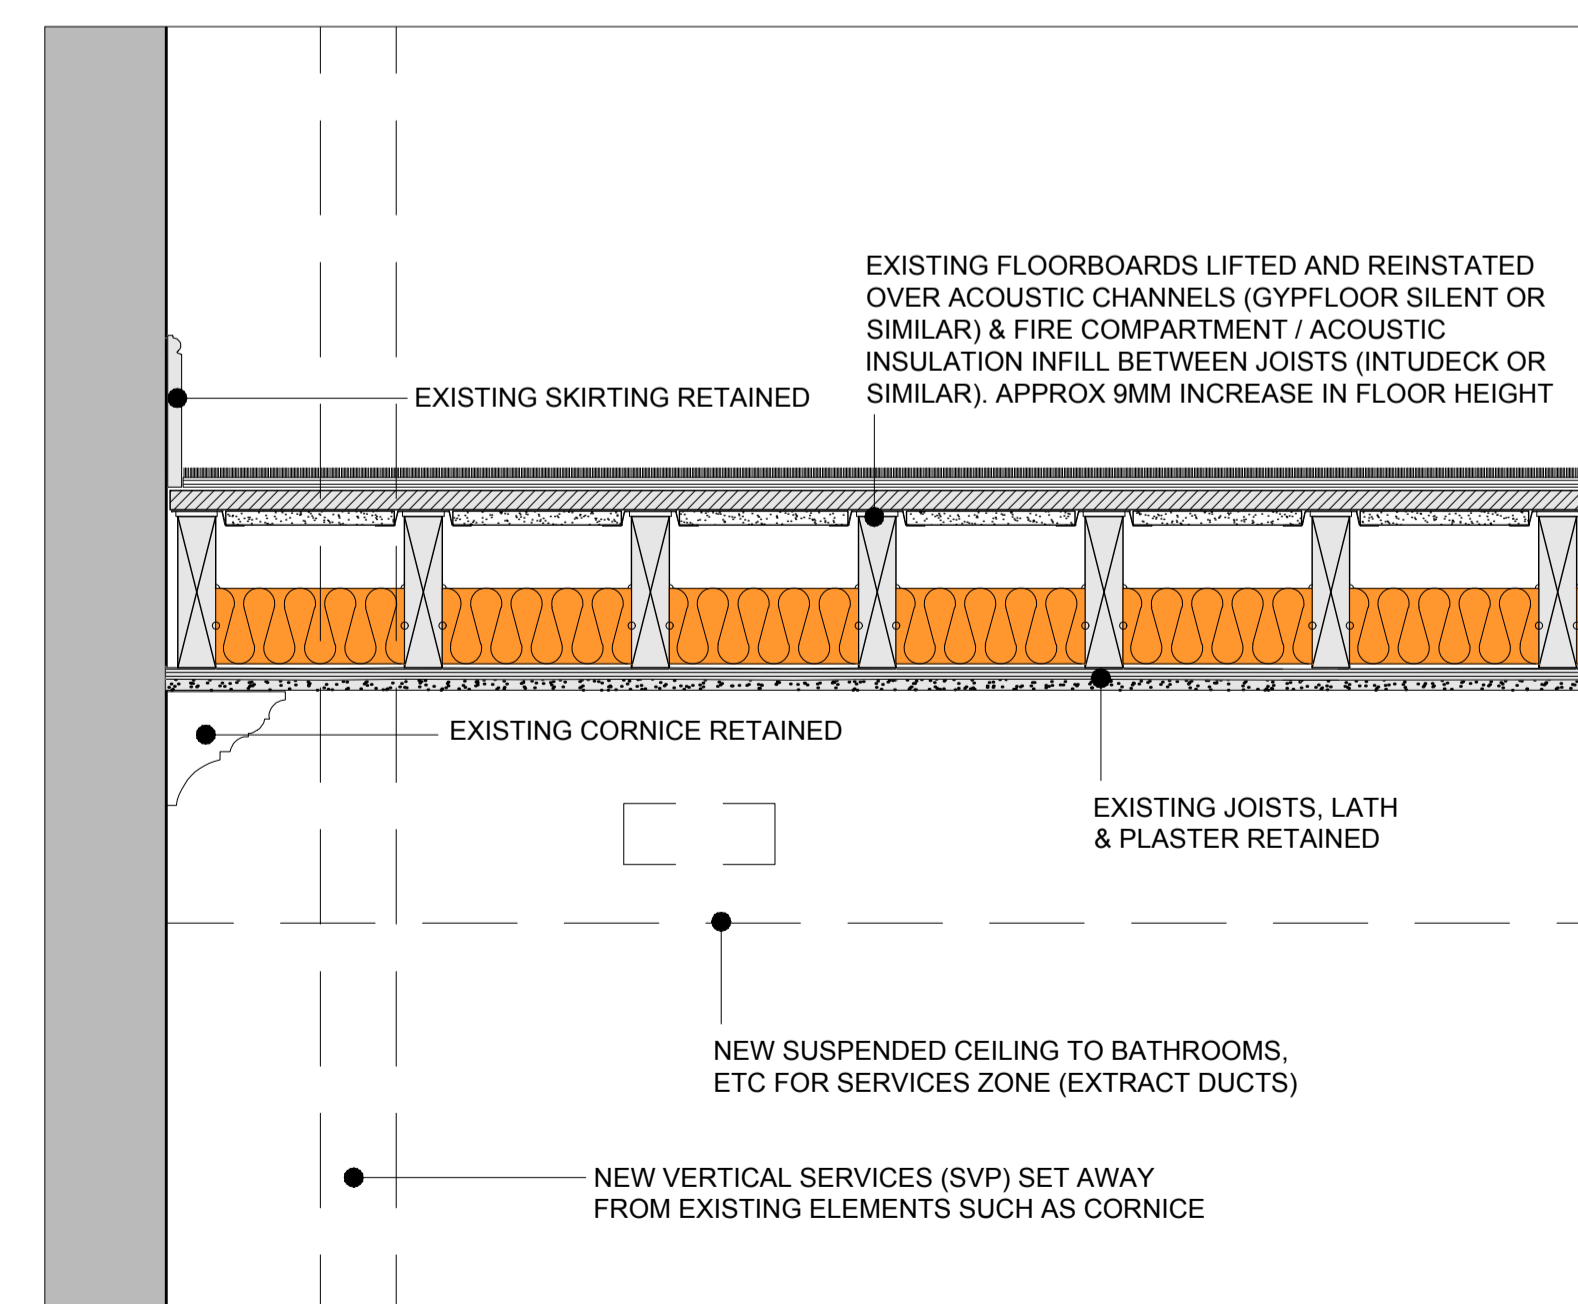 EXISTING FLOORBOARDS LIFTED AND REINSTATED
OVER ACOUSTIC CHANNELS (GYPFLOOR SILENT OR
SIMILAR) & FIRE COMPARTMENT / ACOUSTIC
INSULATION INFILL BETWEEN JOISTS (INTUDECK OR
SIMILAR). APPROX 9MM INCREASE IN FLOOR HEIGHT
EXISTING SKIRTING RETAINED
EXISTING CORNICE RETAINED
EXISTING JOISTS, LATH
& PLASTER RETAINED
NEW SUSPENDED CEILING TO BATHROOMS,
ETC FOR SERVICES ZONE (EXTRACT DUCTS)
NEW VERTICAL SERVICES (SVP) SET AWAY
FROM EXISTING ELEMENTS SUCH AS CORNICE